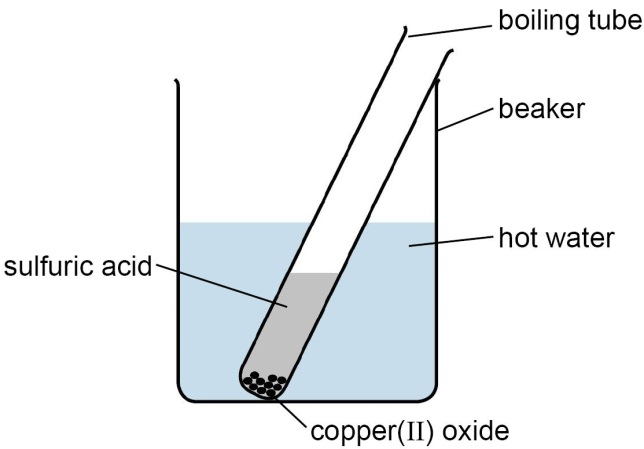 boiling tube
beaker
hot water
sulfuric acid
copper(II) oxide